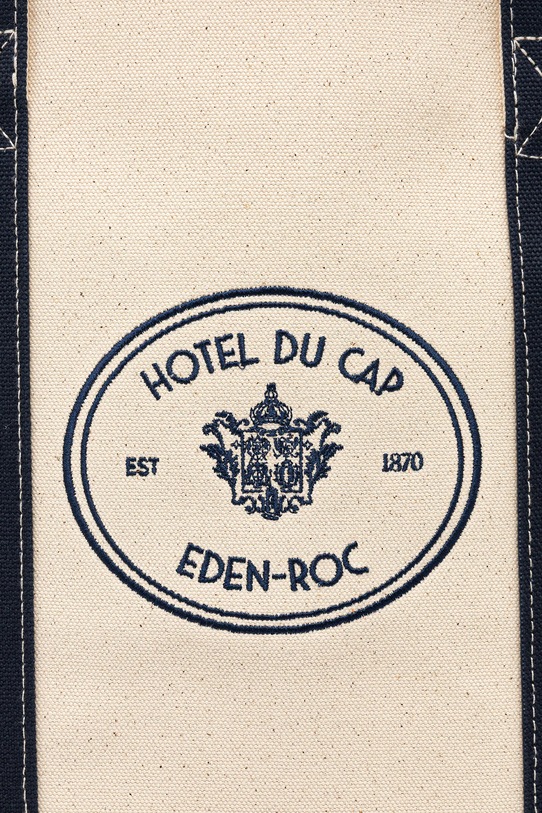 HOTEL DU CAP
EST 1870
EDEN-ROC